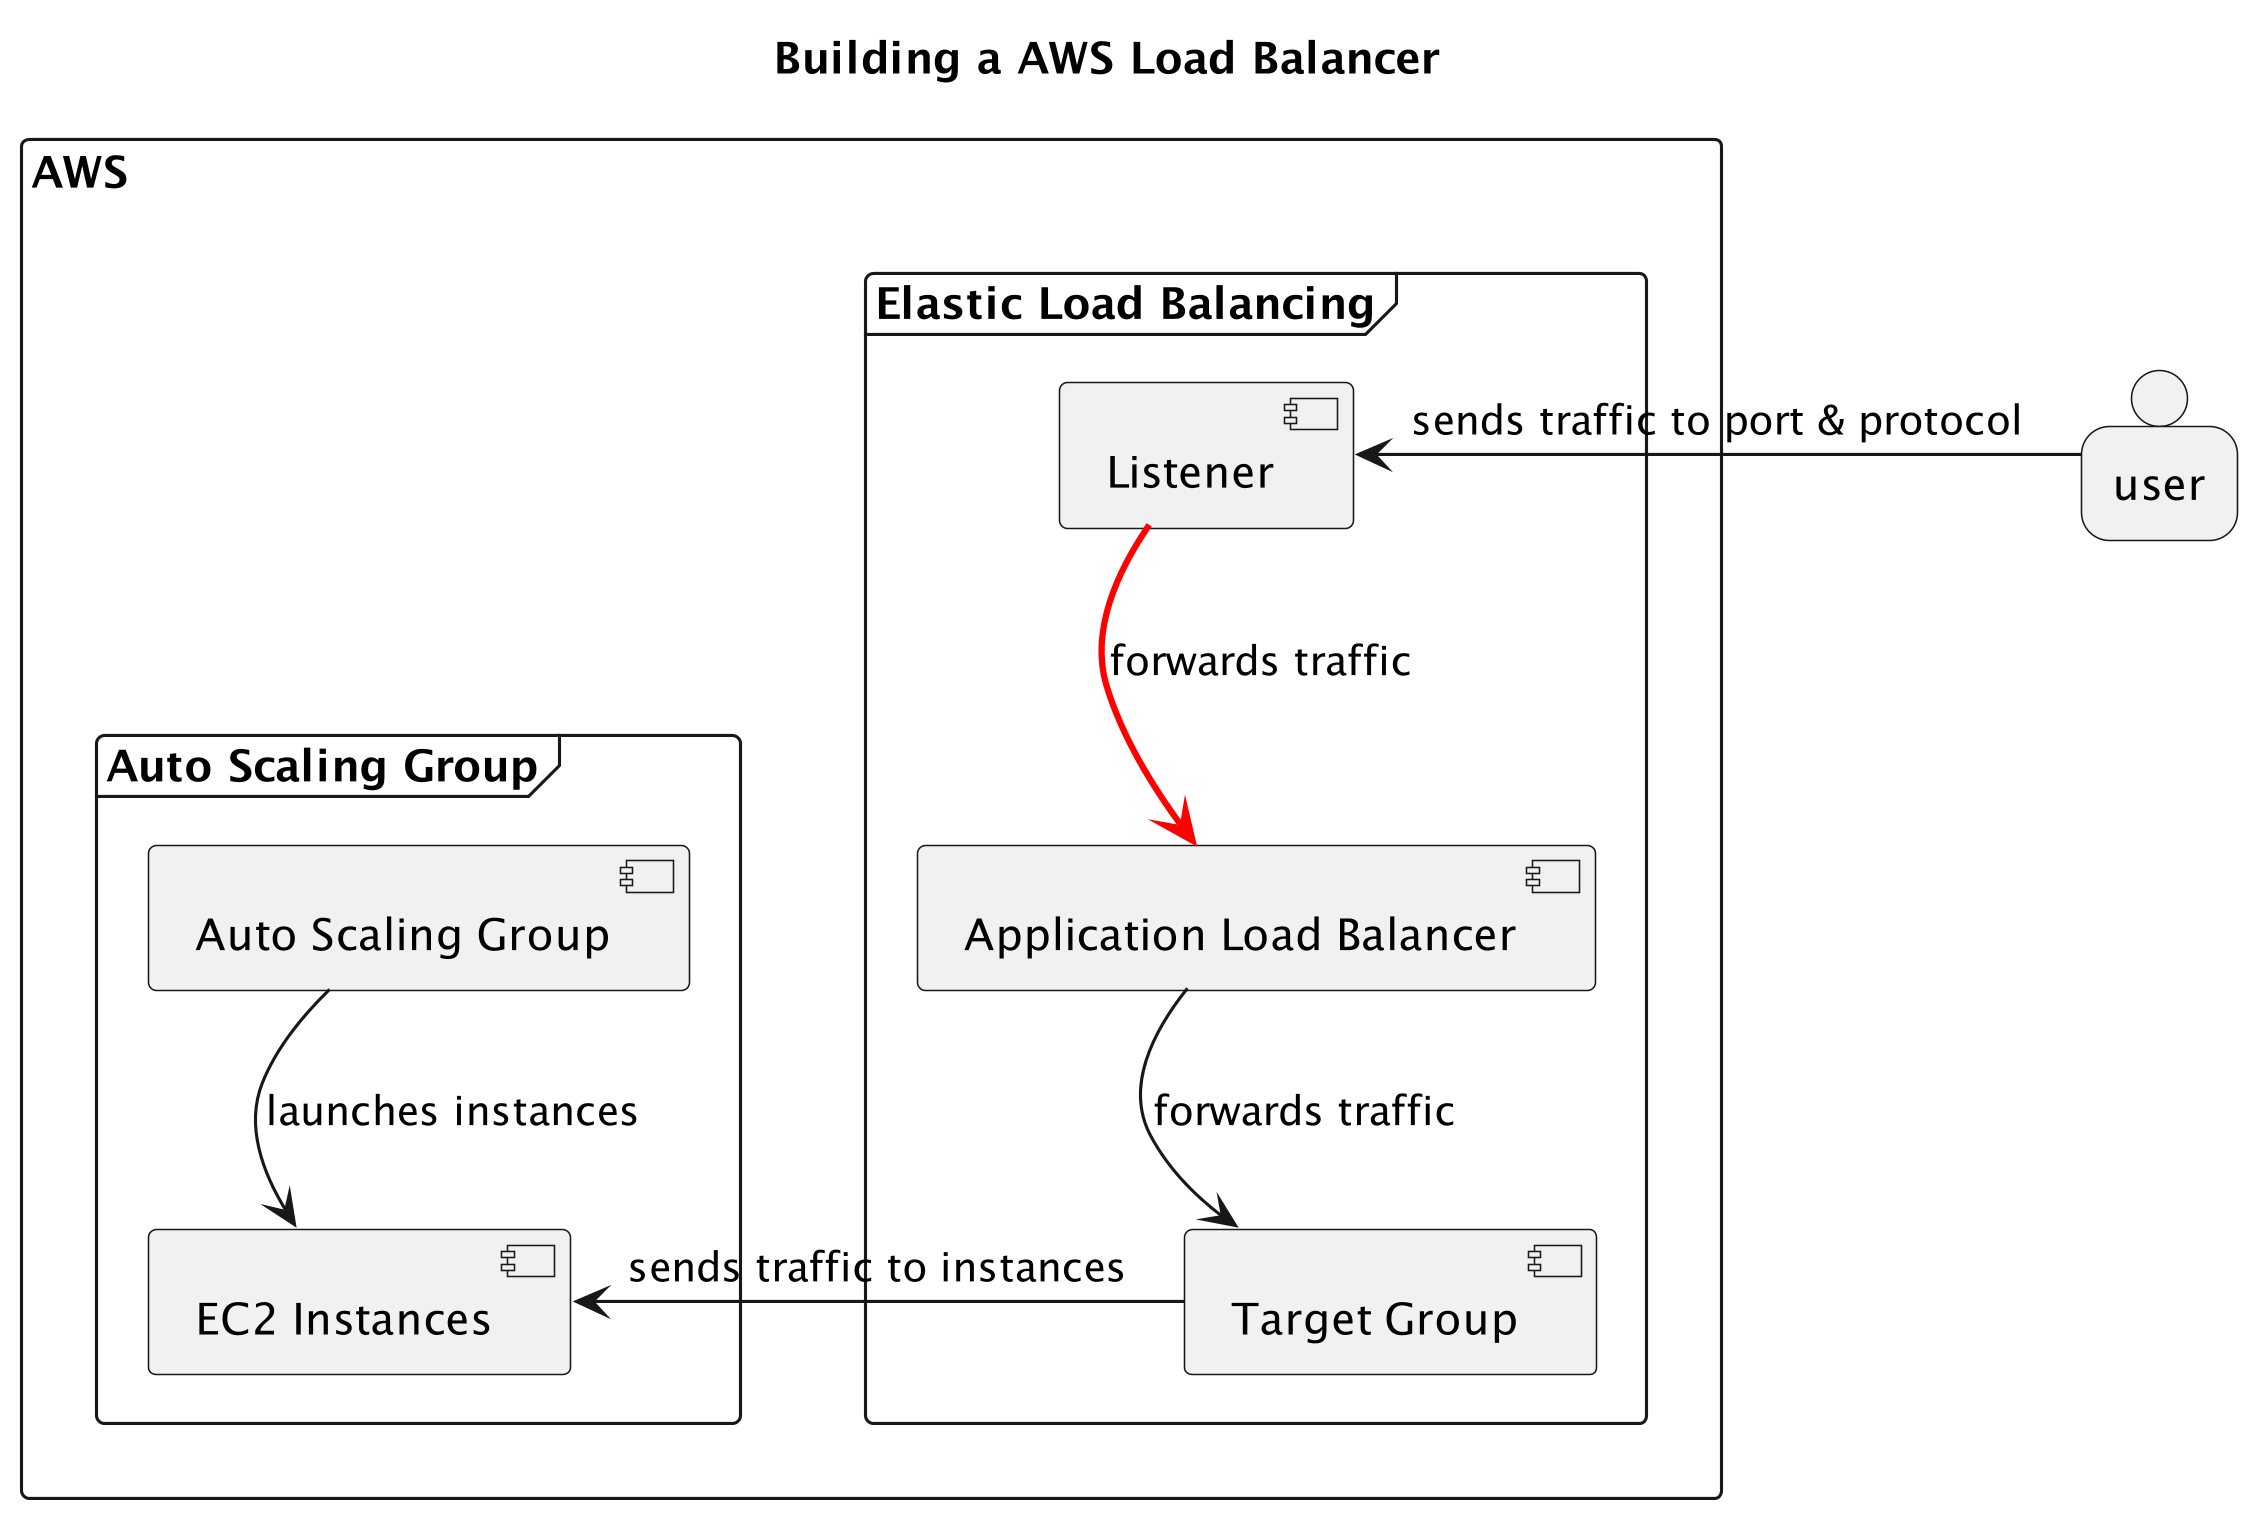 Building a AWS Load Balancer
AWS
Elastic Load Balancing
sends traffic to port & protocol
Listener
user
forwards traffic
Auto Scaling Group
Auto Scaling Group
Application Load Balancer
launches instances
forwards traffic
sends traffic to instances
EC2 Instances
Target Group